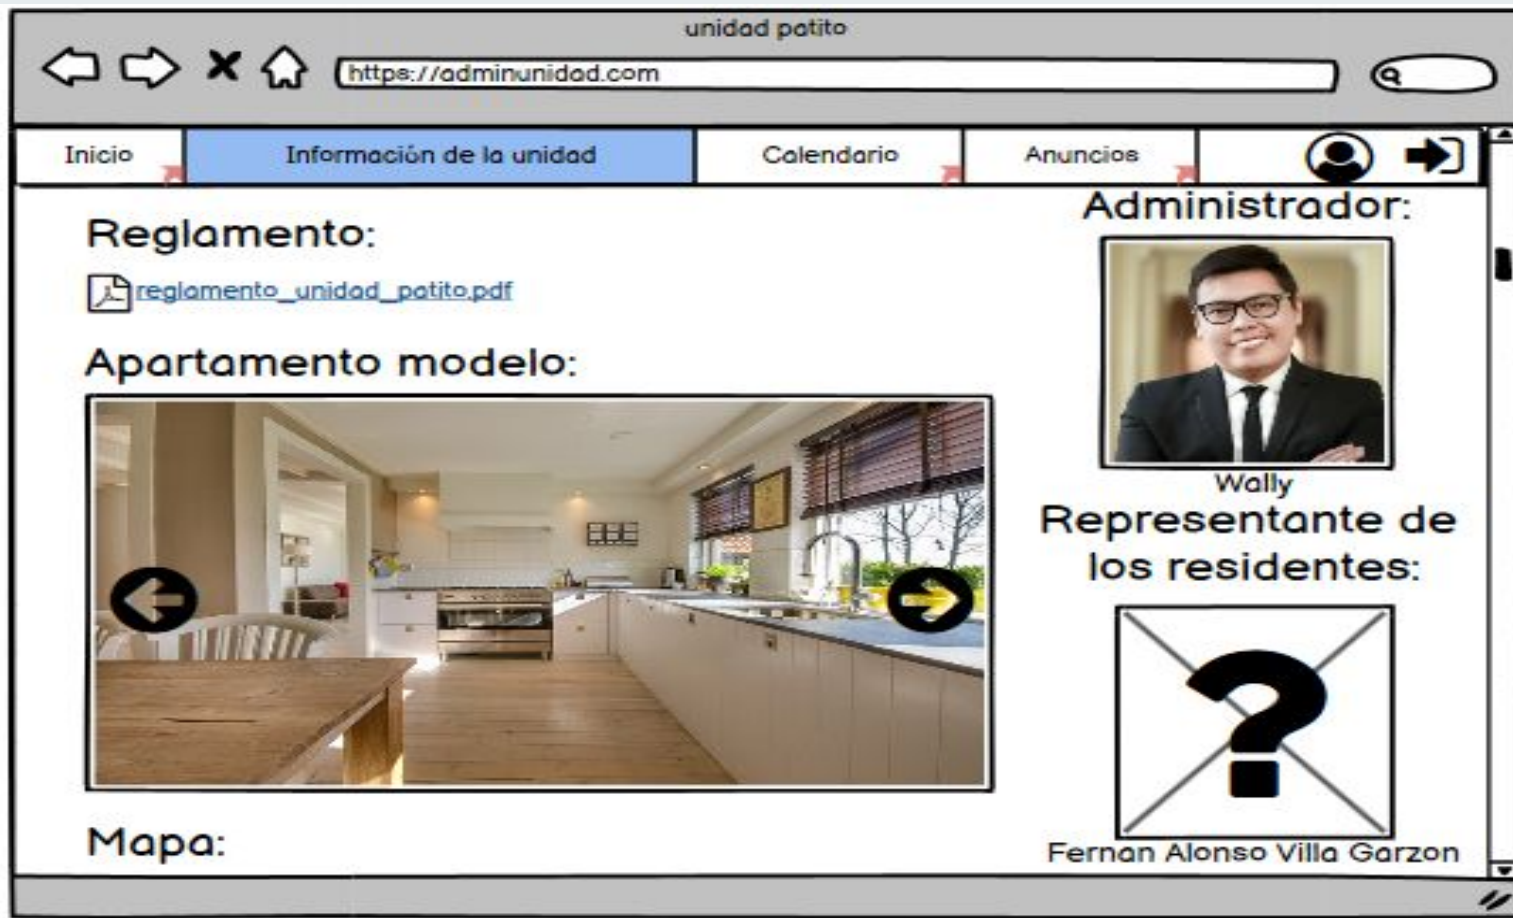 unidad patito
https://adminunidad.com
Inicio
Información de la unidad
Calendario
Anuncios
Reglamento:
reglamento_unidad_patito.pdf
Apartamento modelo:
Mapa:
Administrador:
Wally
Representante de
los residentes:
?
Fernan Alonso Villa Garzon